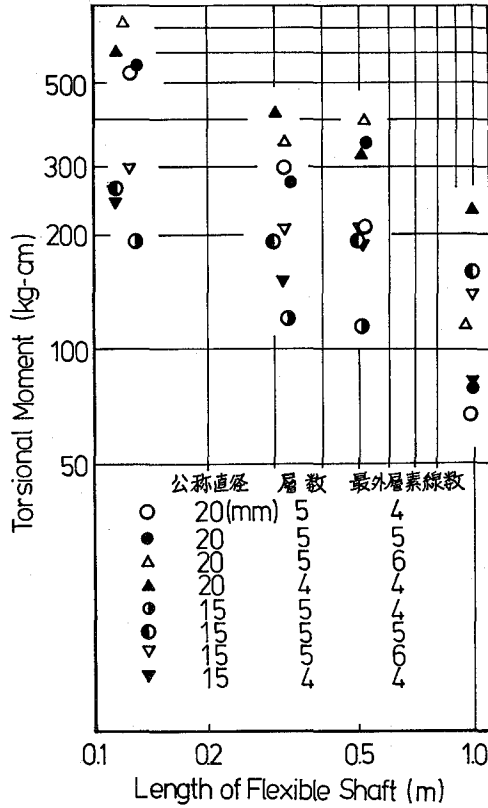 Torsional Moment (kg-cm)
500
300
200
100
50
公称直径 層数 最外層素線数
○ 20(mm) 5 4
● 20 5 5
△ 20 5 6
▲ 20 4 4
◑ 15 5 4
◐ 15 5 5
▽ 15 5 6
▼ 15 4 4
0.1 0.2 0.5 1.0
Length of Flexible Shaft (m)